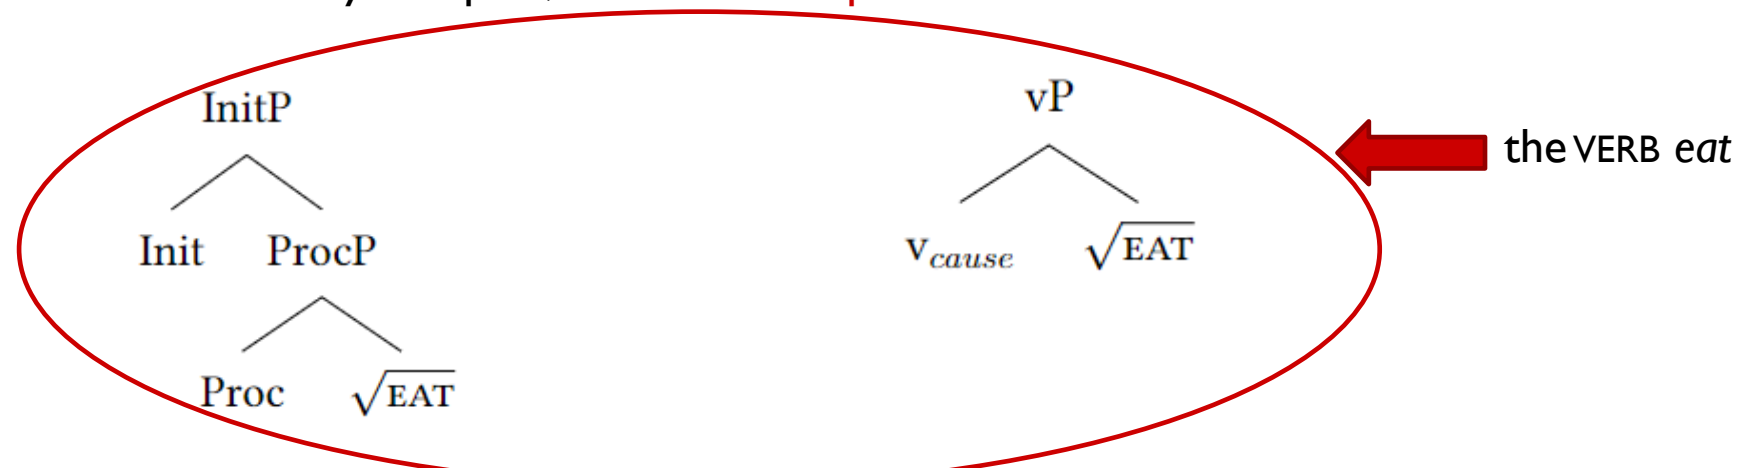 InitP
vP
the VERB eat
Init ProcP
v_cause √EAT
Proc √EAT